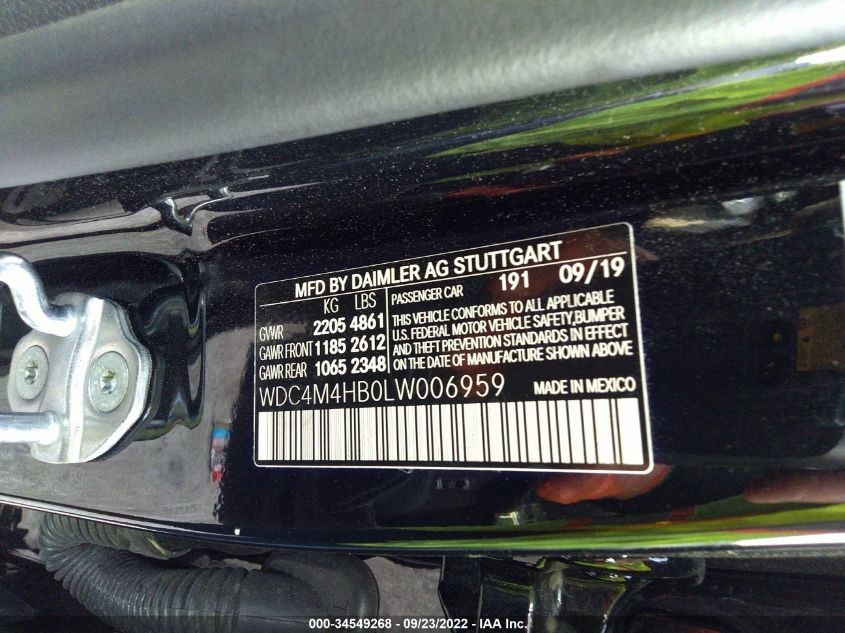 MFD BY DAIMLER AG STUTTGART
KG LBS
GVWR 2205 4861
GAWR FRONT 1185 2612
GAWR REAR 1065 2348
PASSENGER CAR 191 09/19
THIS VEHICLE CONFORMS TO ALL APPLICABLE
U.S. FEDERAL MOTOR VEHICLE SAFETY, BUMPER
AND THEFT PREVENTION STANDARDS IN EFFECT
ON THE DATE OF MANUFACTURE SHOWN ABOVE.
WDC4M4HB0LW006959 MADE IN MEXICO
000-34549268 - 09/23/2022 - IAA Inc.